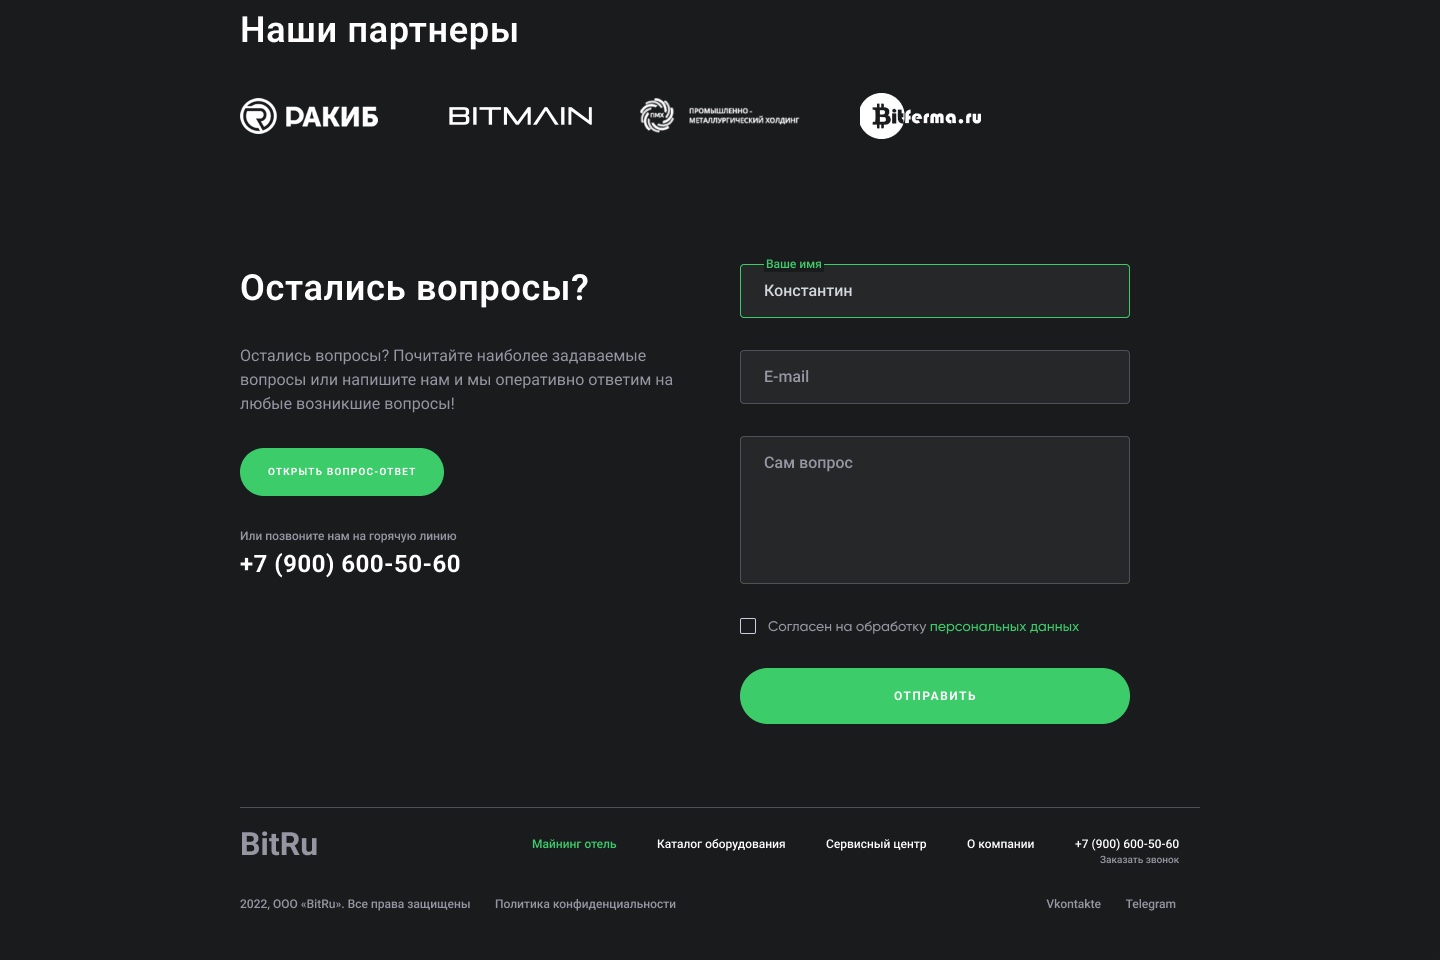 Наши партнеры
РАКИБ
BITMAIN
ПМХ
ПРОМЫШЛЕННО -
МЕТАЛЛУРГИЧЕСКИЙ ХОЛДИНГ
Bitferma.ru
Остались вопросы?
Остались вопросы? Почитайте наиболее задаваемые
вопросы или напишите нам и мы оперативно ответим на
любые возникшие вопросы!
ОТКРЫТЬ ВОПРОС-ОТВЕТ
Или позвоните нам на горячую линию
+7 (900) 600-50-60
Ваше имя
Константин
E-mail
Сам вопрос
Согласен на обработку персональных данных
ОТПРАВИТЬ
BitRu
Майнинг отель
Каталог оборудования
Сервисный центр
О компании
+7 (900) 600-50-60
Заказать звонок
2022, ООО «BitRu». Все права защищены
Политика конфиденциальности
Vkontakte
Telegram